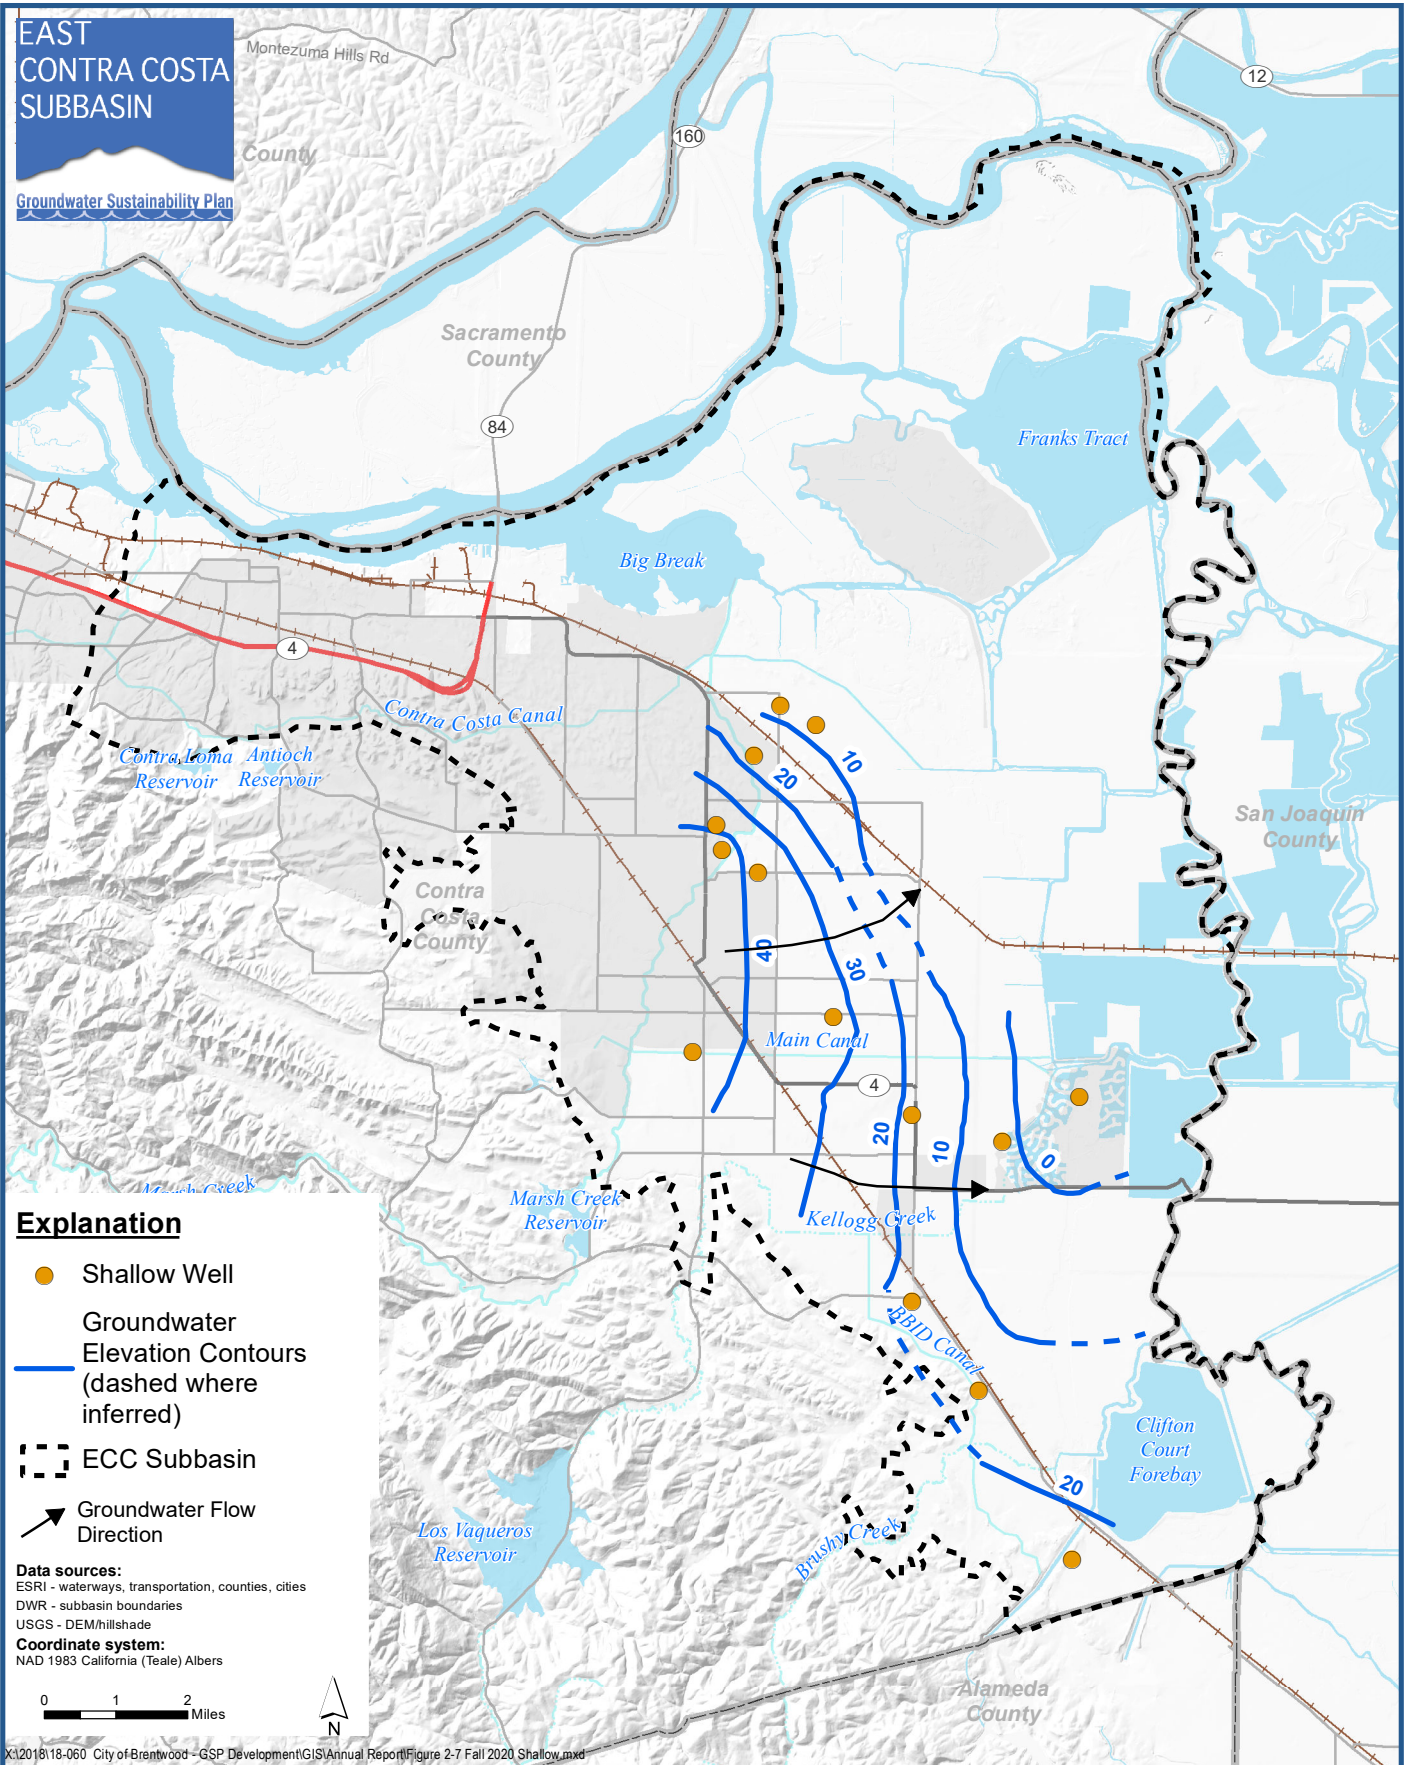 EAST
CONTRA COSTA
SUBBASIN
Groundwater Sustainability Plan
Montezuma Hills Rd
County
12
160
Sacramento
County
84
Franks Tract
Big Break
4
Contra Costa Canal
Contra Loma
Reservoir
Antioch
Reservoir
10
20
San Joaquin
County
Contra
Costa
County
40
30
Main Canal
4
20
10
0
Marsh Creek
Marsh Creek
Reservoir
Kellogg Creek
BBID Canal
Clifton
Court
Forebay
20
Los Vaqueros
Reservoir
Brushy Creek
Alameda
County
Explanation
Shallow Well
Groundwater
Elevation Contours
(dashed where
inferred)
ECC Subbasin
Groundwater Flow
Direction
Data sources:
ESRI - waterways, transportation, counties, cities
DWR - subbasin boundaries
USGS - DEM/hillshade
Coordinate system:
NAD 1983 California (Teale) Albers
0 1 2
Miles
N
X:\2018\18-060 City of Brentwood - GSP Development\GIS\Annual Report\Figure 2-7 Fall 2020 Shallow.mxd